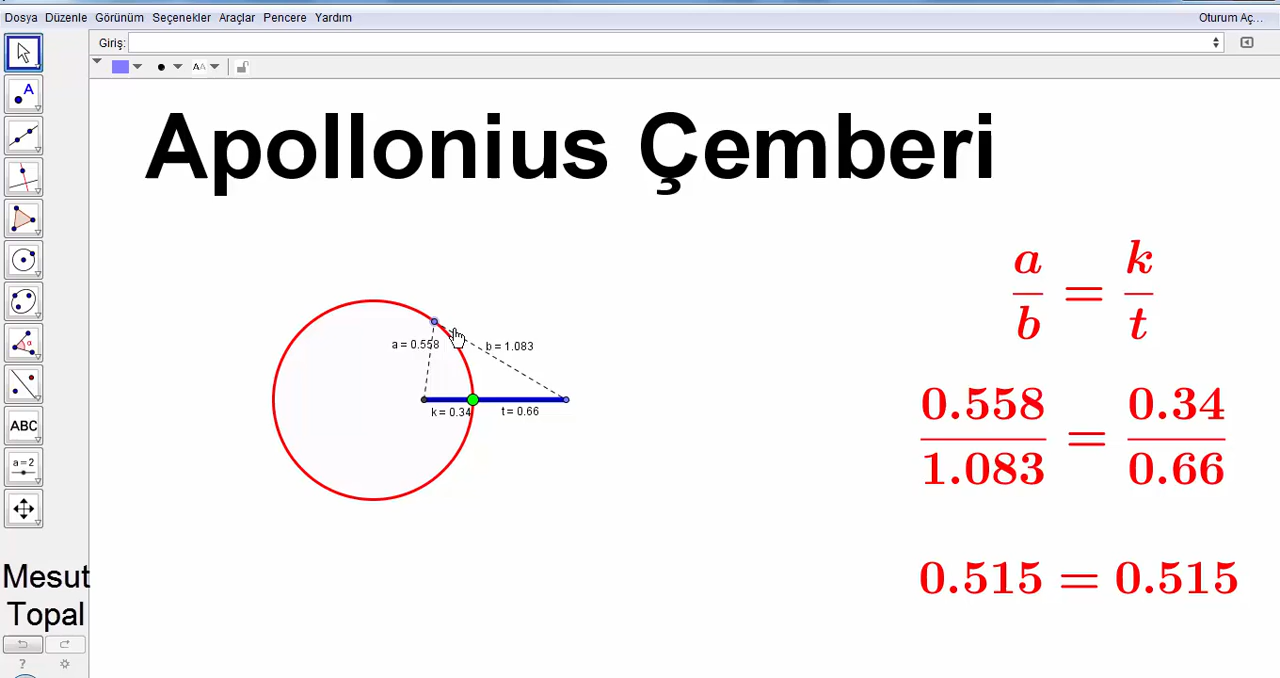 Dosya Düzenle Görünüm Seçenekler Araçlar Pencere Yardım Oturum Aç...
Giriş:
AA
A
Apollonius Çemberi
a/b = k/t
a = 0.558
b = 1.083
k = 0.34
t = 0.66
0.558/1.083 = 0.34/0.66
0.515 = 0.515
α
ABC
a = 2
Mesut
Topal
?